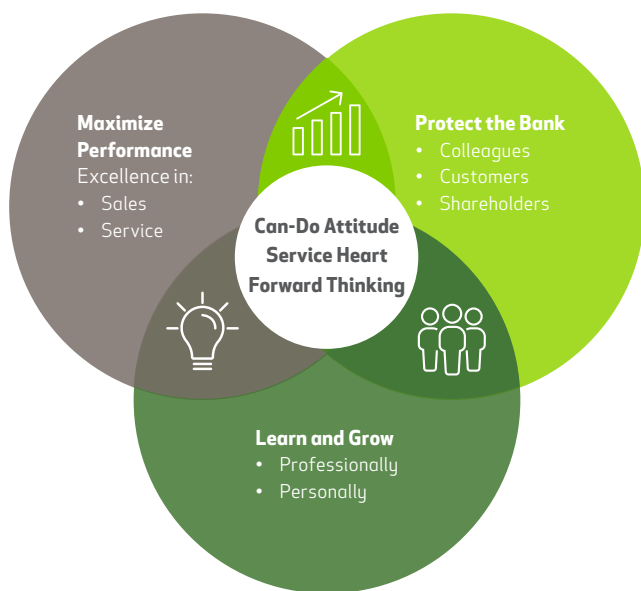 Maximize
Performance
Excellence in:
• Sales
• Service
Protect the Bank
• Colleagues
• Customers
• Shareholders
Can-Do Attitude
Service Heart
Forward Thinking
Learn and Grow
• Professionally
• Personally